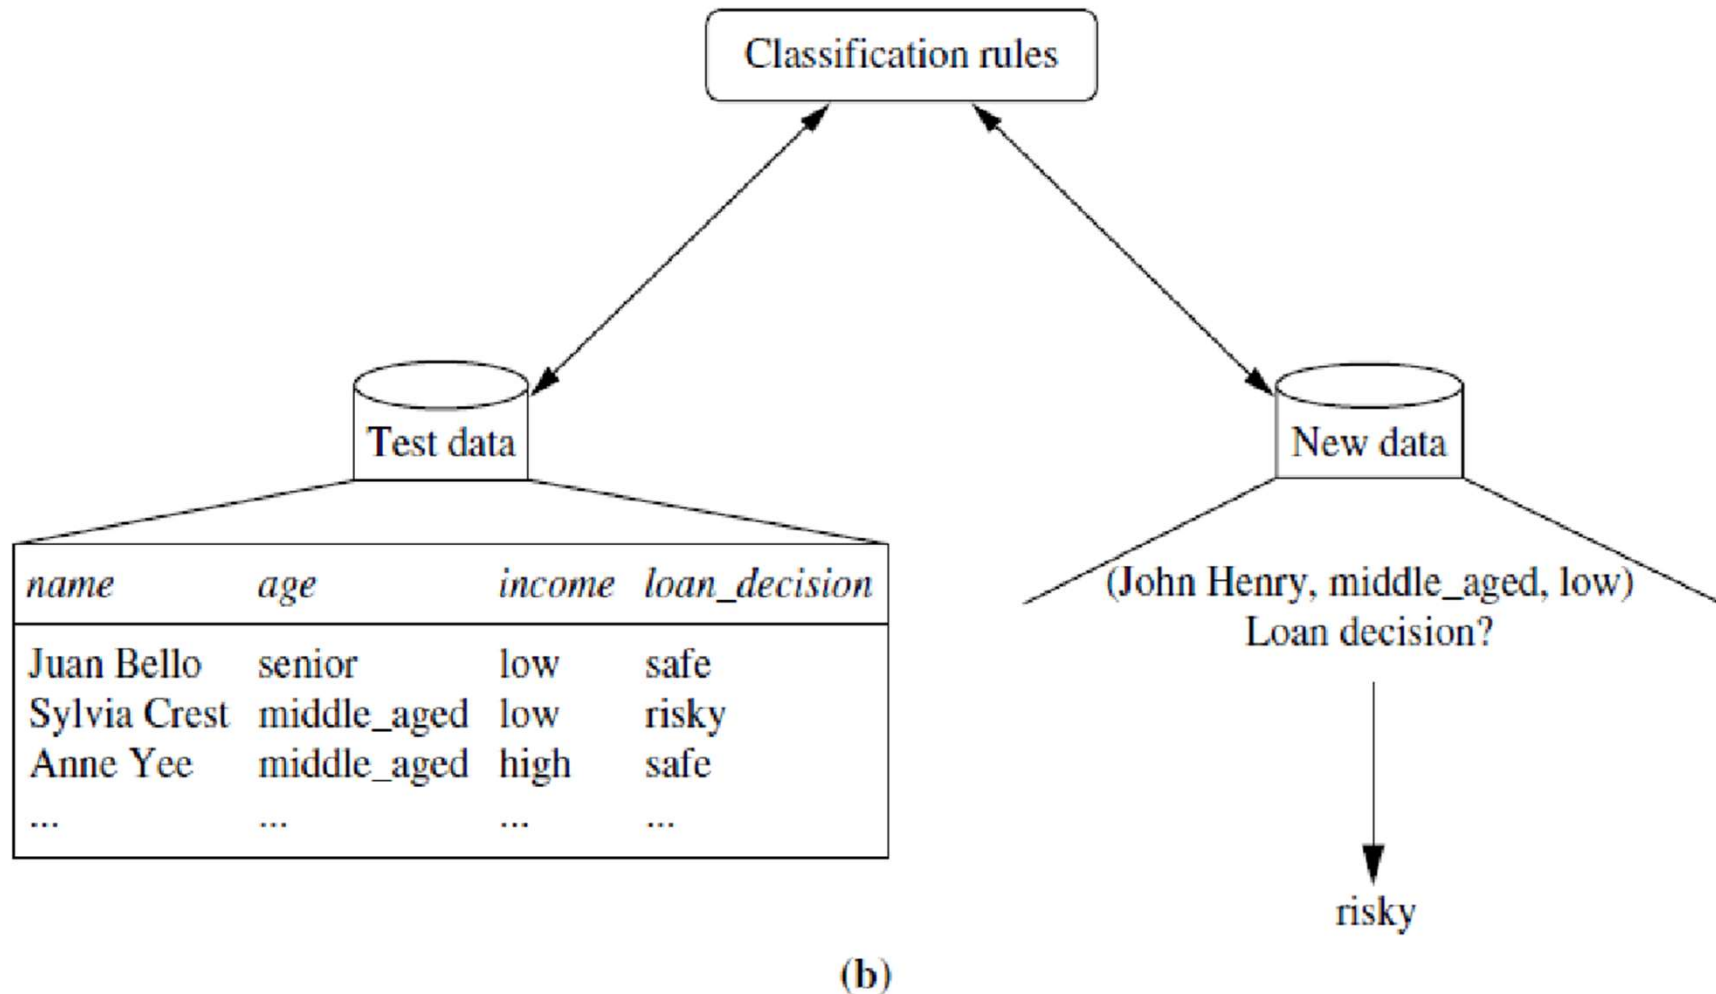 Classification rules
Test data
New data
name age income loan_decision
Juan Bello senior low safe
Sylvia Crest middle_aged low risky
Anne Yee middle_aged high safe
... ... ... ...
(John Henry, middle_aged, low)
Loan decision?
risky
(b)